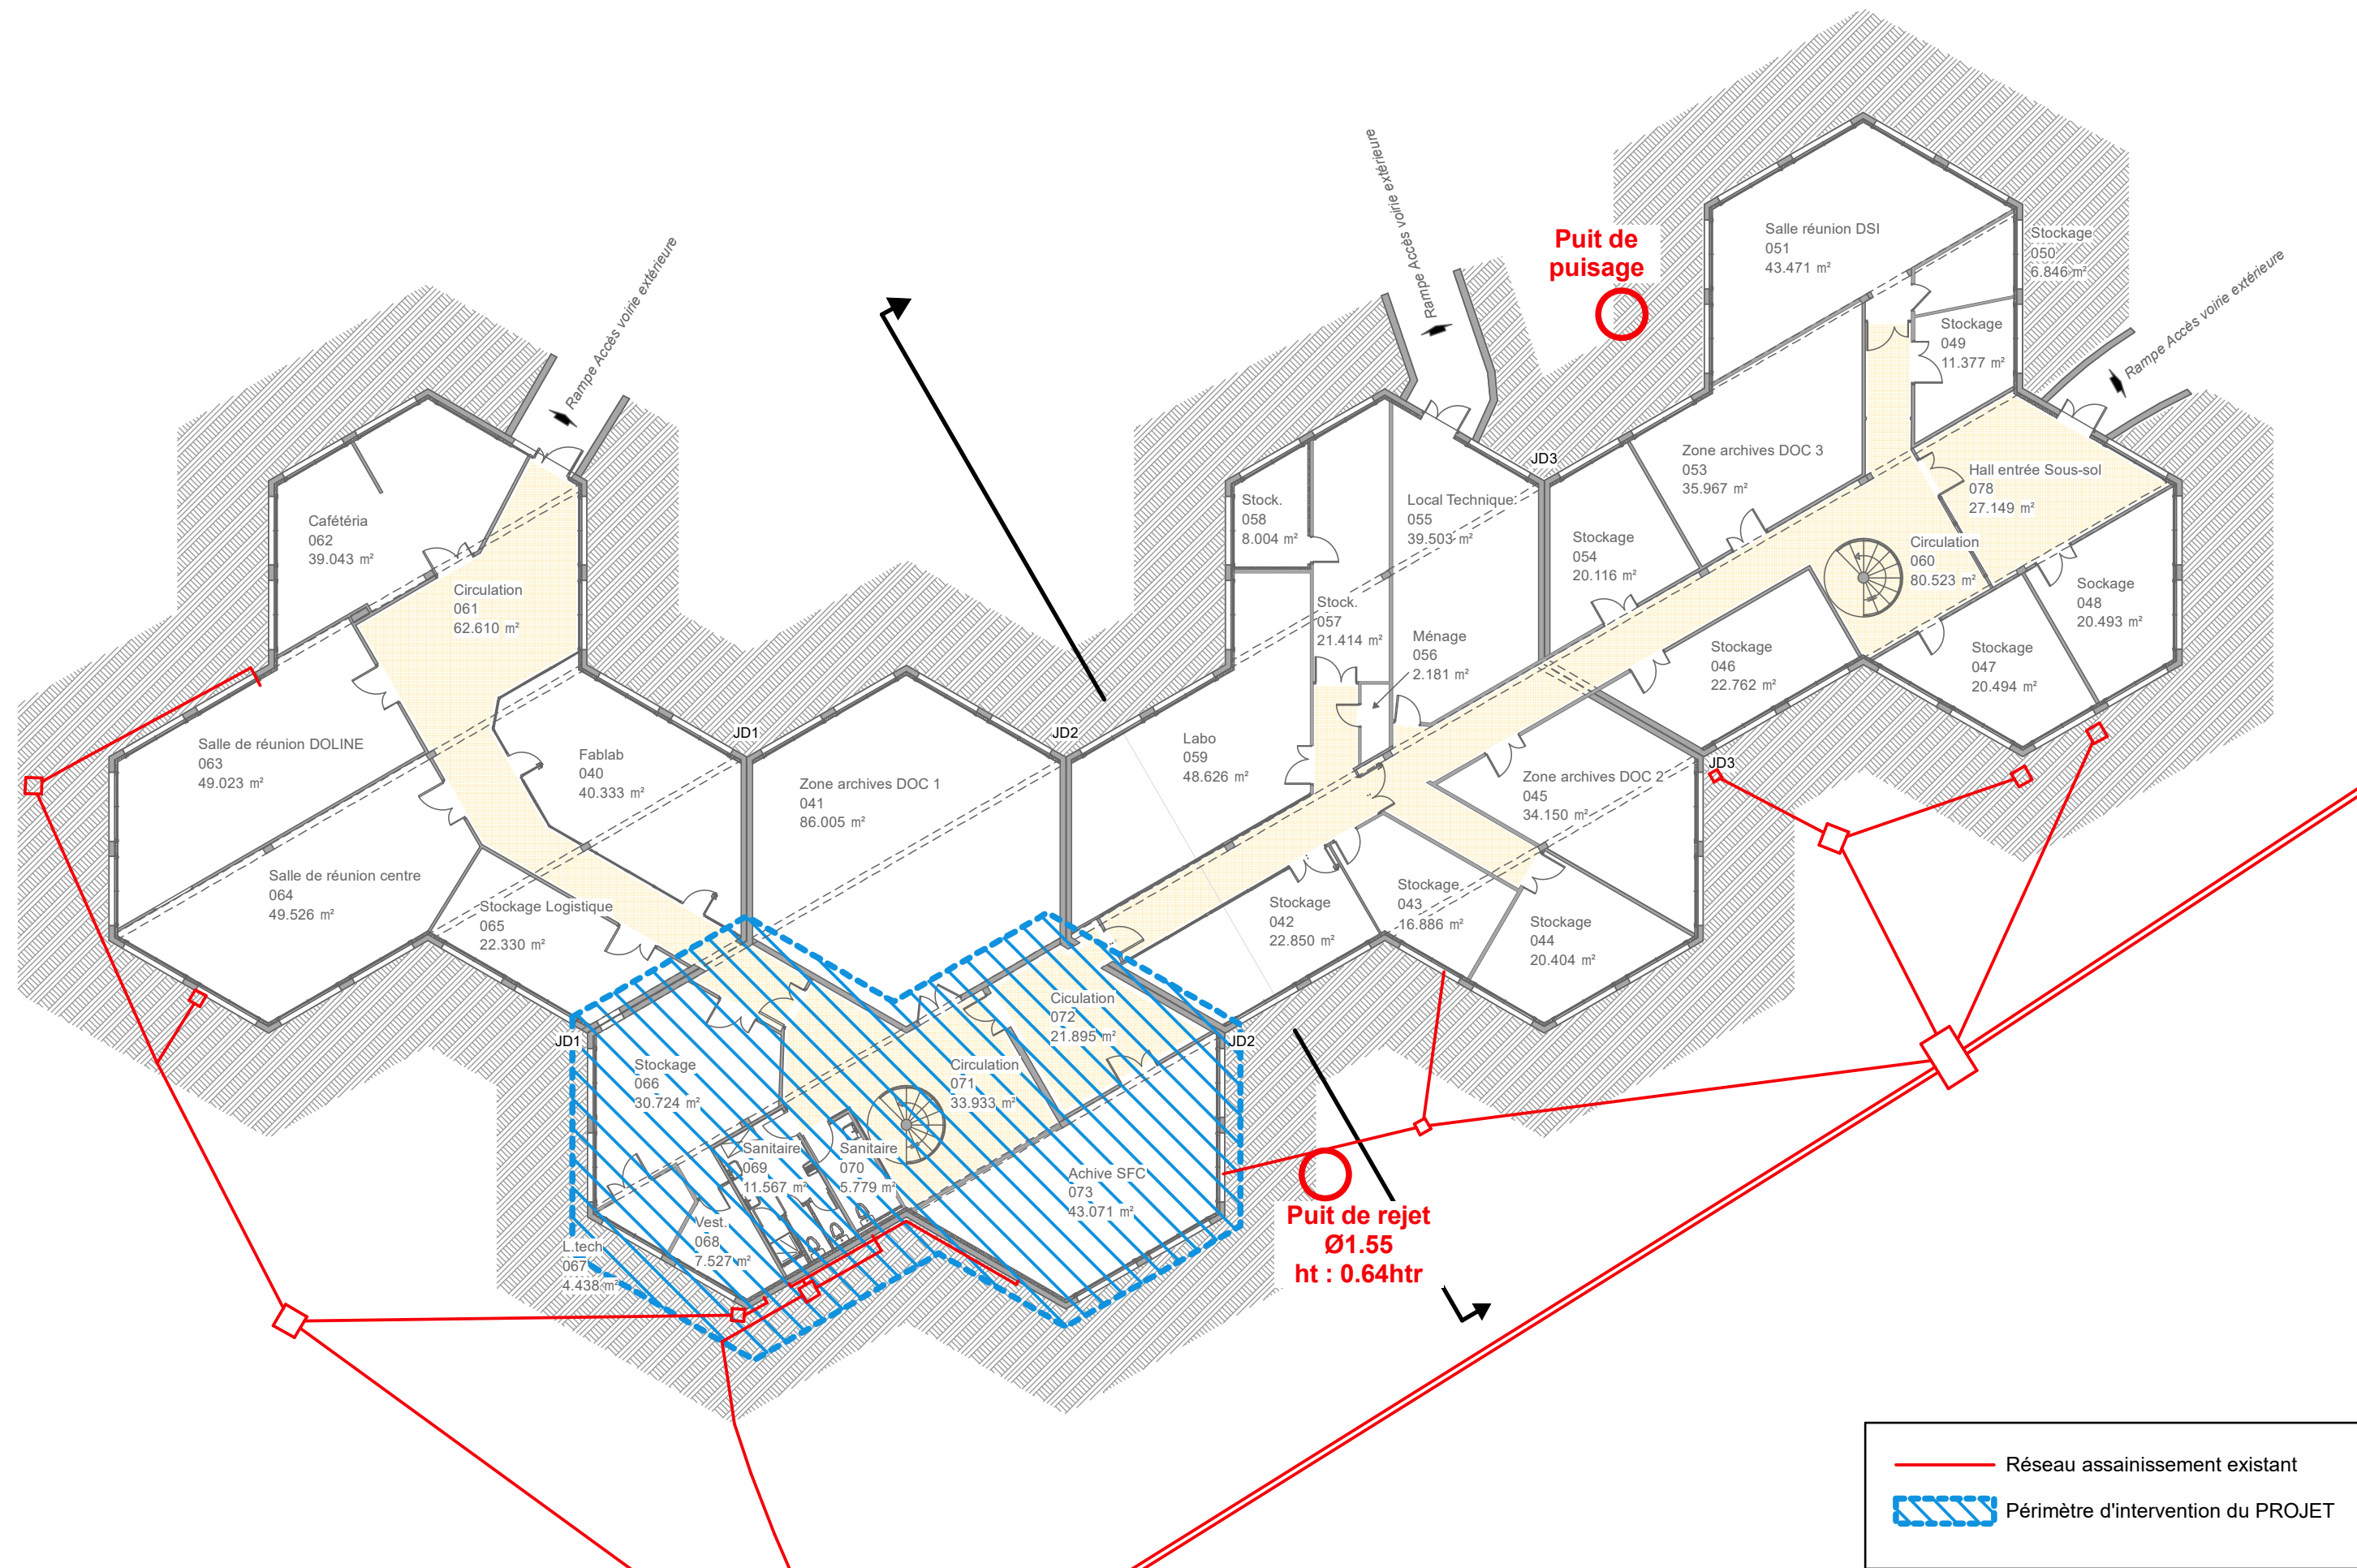 Rampe Accès voirie extérieure
Rampe Accès voirie extérieure
Rampe Accès voirie extérieure
Puit de
puisage
Salle réunion DSI
051
43.471 m²
Stockage
050
6.846 m²
Stockage
049
11.377 m²
Zone archives DOC 3
053
35.967 m²
Hall entrée Sous-sol
078
27.149 m²
JD3
Stock.
058
8.004 m²
Local Technique
055
39.503 m²
Stockage
054
20.116 m²
Circulation
060
80.523 m²
Sockage
048
20.493 m²
Cafétéria
062
39.043 m²
Circulation
061
62.610 m²
Stock.
057
21.414 m²
Ménage
056
2.181 m²
Stockage
046
22.762 m²
Stockage
047
20.494 m²
Salle de réunion DOLINE
063
49.023 m²
Fablab
040
40.333 m²
JD1
Zone archives DOC 1
041
86.005 m²
JD2
Labo
059
48.626 m²
Zone archives DOC 2
045
34.150 m²
JD3
Salle de réunion centre
064
49.526 m²
Stockage Logistique
065
22.330 m²
Stockage
042
22.850 m²
Stockage
043
16.886 m²
Stockage
044
20.404 m²
JD1
Stockage
066
30.724 m²
Ciculation
072
21.895 m²
Circulation
071
33.933 m²
JD2
Sanitaire
069
11.567 m²
Sanitaire
070
5.779 m²
Achive SFC
073
43.071 m²
Vest.
068
7.527 m²
L.tech
067
4.438 m²
Puit de rejet
Ø1.55
ht : 0.64htr
Réseau assainissement existant
Périmètre d'intervention du PROJET